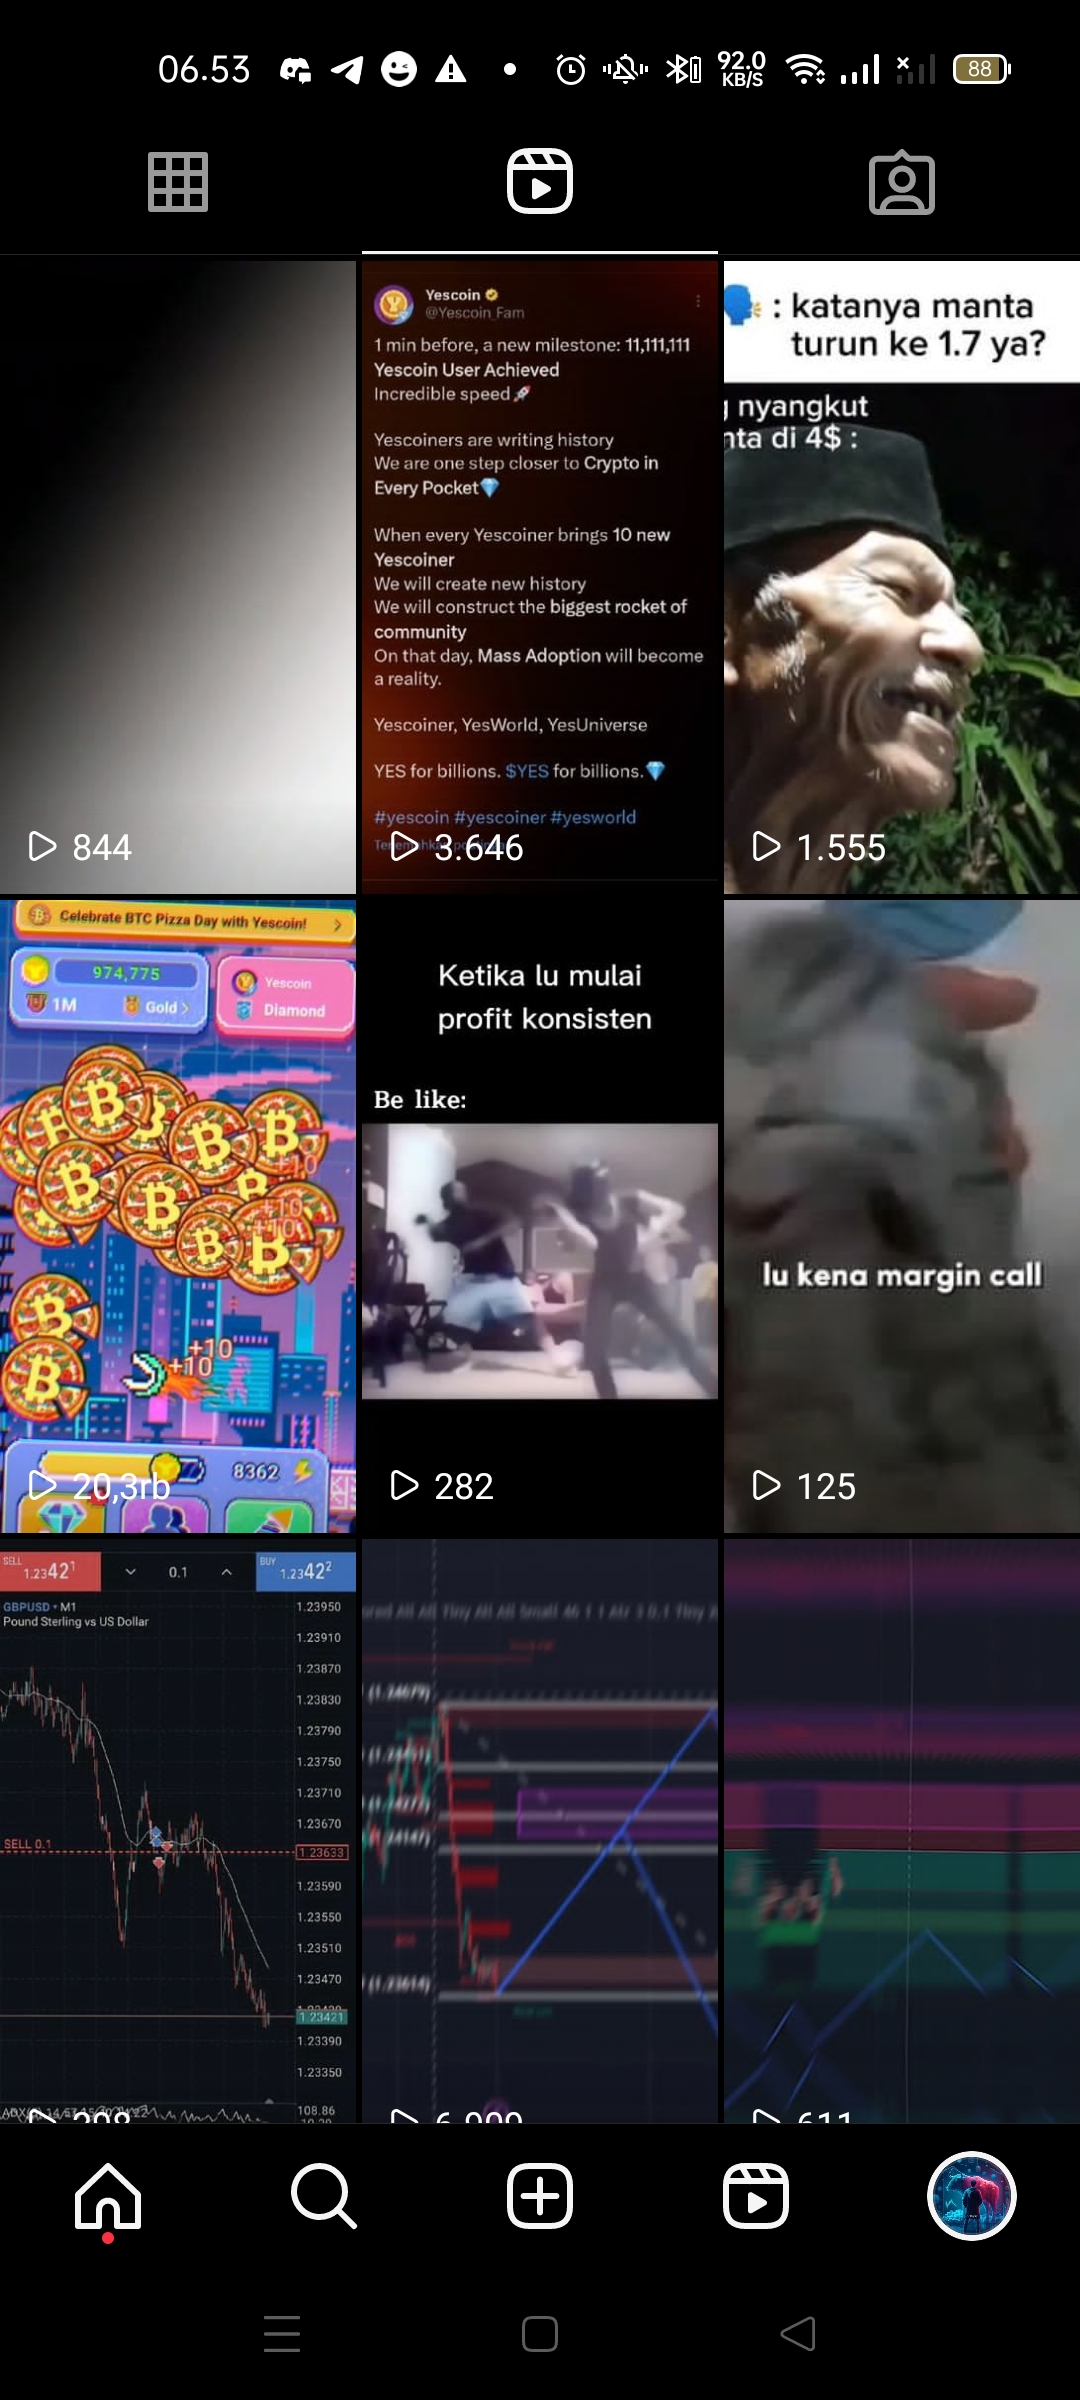 06.53
92.0
KB/S
88
Yescoin
@Yescoin_Fam
1 min before, a new milestone: 11,111,111
Yescoin User Achieved
Incredible speed🚀
Yescoiners are writing history
We are one step closer to Crypto in
Every Pocket💎
When every Yescoiner brings 10 new
Yescoiner
We will create new history
We will construct the biggest rocket of
community
On that day, Mass Adoption will become
a reality.
Yescoiner, YesWorld, YesUniverse
YES for billions. $YES for billions.💎
#yescoin #yescoiner #yesworld
: katanya manta
turun ke 1.7 ya?
nyangkut
di 4$ :
844
3.646
1.555
Celebrate BTC Pizza Day with Yescoin!
974,775
1M
Gold
Yescoin
Diamond
+10
+10
+10
+10
+10
8362
20,3rb
Ketika lu mulai
profit konsisten
Be like:
282
lu kena margin call
125
SELL
1.23421
0.1
BUY
1.23422
GBPUSD • M1
Pound Sterling vs US Dollar
1.23950
1.23910
1.23870
1.23830
1.23790
1.23750
1.23710
1.23670
SELL 0.1
1.23633
1.23590
1.23550
1.23510
1.23470
1.23421
1.23390
1.23350
108.86
611